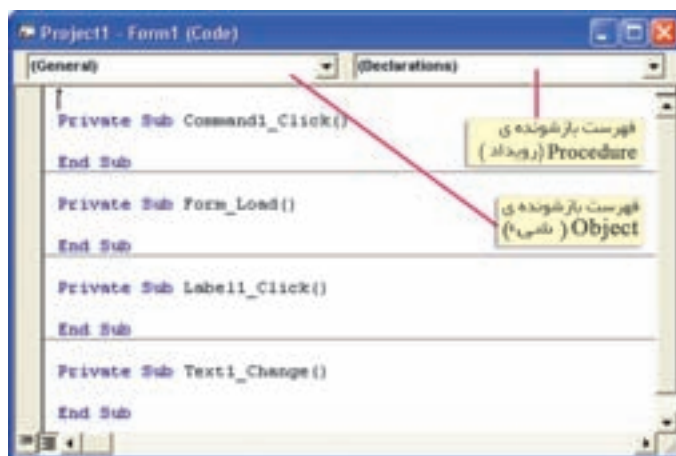 Project1 - Form1 (Code)
(General) (Declarations)
Private Sub Command1_Click()
End Sub
Private Sub Form_Load()
End Sub
Private Sub Label1_Click()
End Sub
Private Sub Text1_Change()
End Sub
فهرست بازشونده ی
Procedure (رویداد)
فهرست بازشونده ی
Object (شیء)